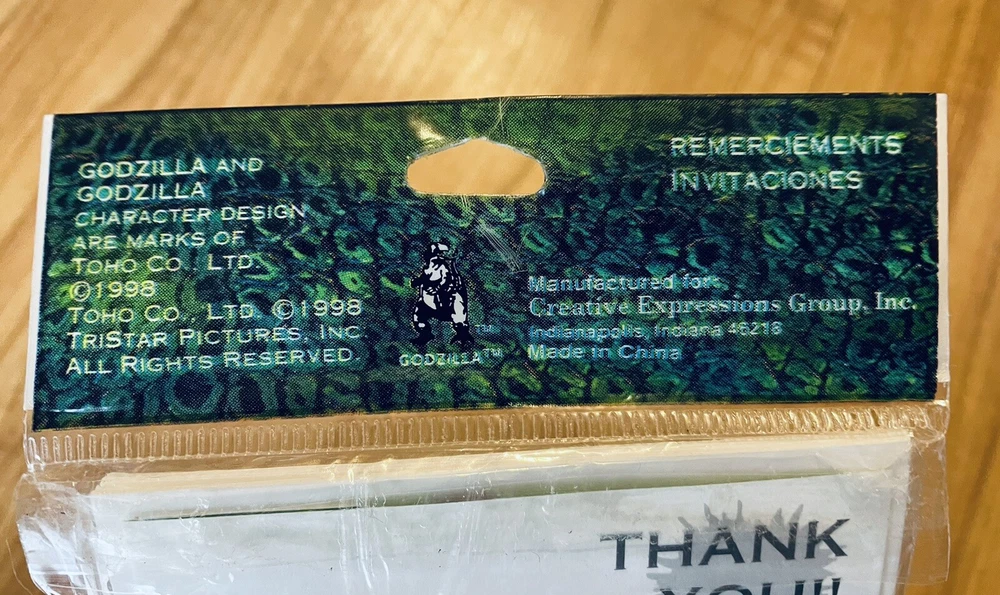 GODZILLA AND
GODZILLA
CHARACTER DESIGN
ARE MARKS OF
TOHO CO., LTD.
©1998
TOHO CO., LTD. ©1998
TRISTAR PICTURES, INC.
ALL RIGHTS RESERVED.
TM
GODZILLA™
REMERCIEMENTS
INVITACIONES
Manufactured for:
Creative Expressions Group, Inc.
Indianapolis, Indiana 46218
Made in China
THANK
YOU!!